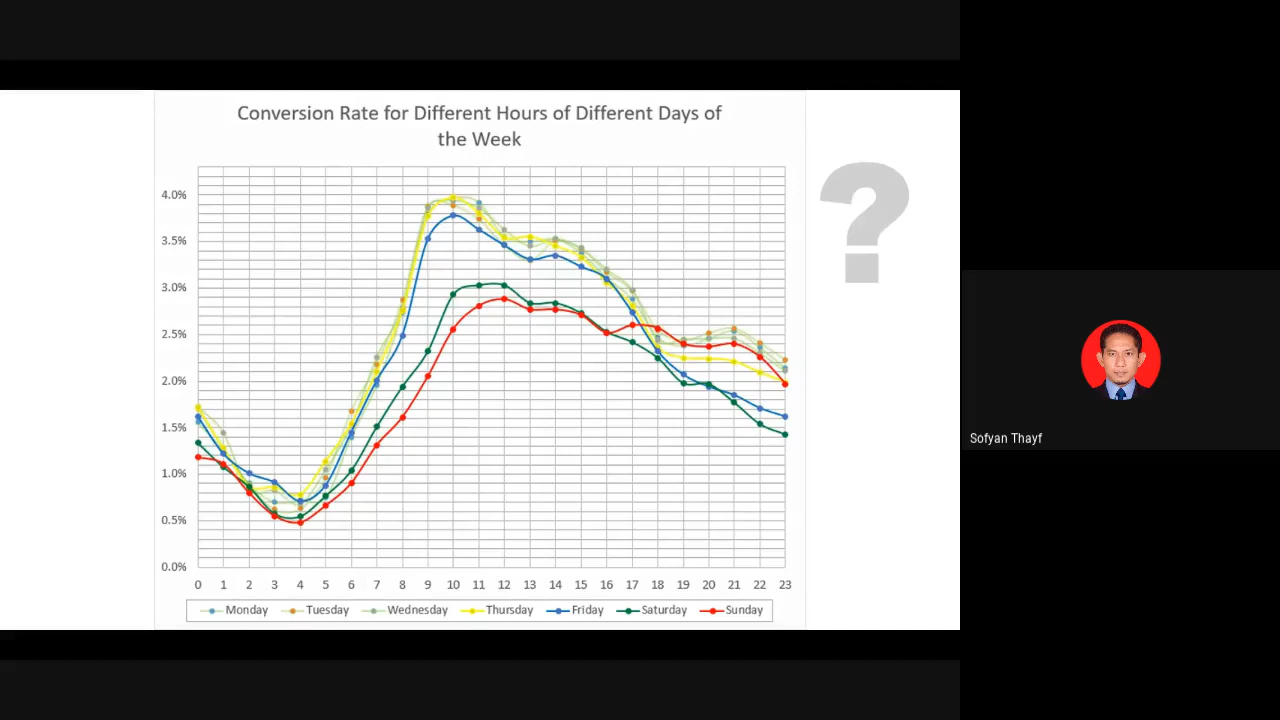 Conversion Rate for Different Hours of Different Days of
the Week
?
4.0%
3.5%
3.0%
2.5%
2.0%
1.5%
1.0%
0.5%
0.0%
0 1 2 3 4 5 6 7 8 9 10 11 12 13 14 15 16 17 18 19 20 21 22 23
Monday Tuesday Wednesday Thursday Friday Saturday Sunday
Sofyan Thayf